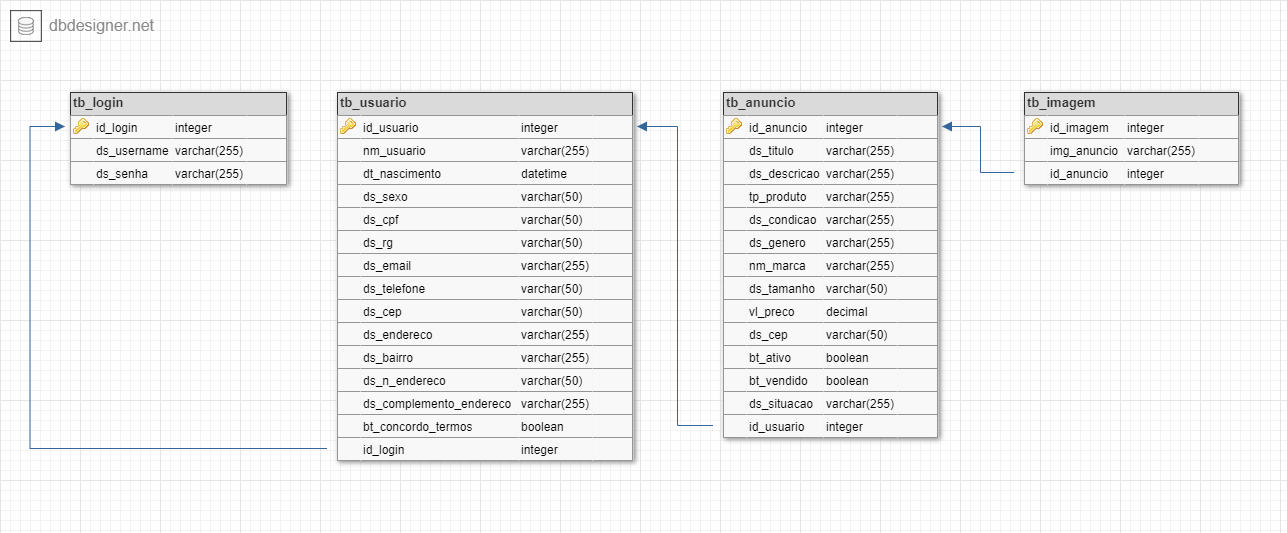 dbdesigner.net
tb_login
id_login integer
ds_username varchar(255)
ds_senha varchar(255)
tb_usuario
id_usuario integer
nm_usuario varchar(255)
dt_nascimento datetime
ds_sexo varchar(50)
ds_cpf varchar(50)
ds_rg varchar(50)
ds_email varchar(255)
ds_telefone varchar(50)
ds_cep varchar(50)
ds_endereco varchar(255)
ds_bairro varchar(255)
ds_n_endereco varchar(50)
ds_complemento_endereco varchar(255)
bt_concordo_termos boolean
id_login integer
tb_anuncio
id_anuncio integer
ds_titulo varchar(255)
ds_descricao varchar(255)
tp_produto varchar(255)
ds_condicao varchar(255)
ds_genero varchar(255)
nm_marca varchar(255)
ds_tamanho varchar(50)
vl_preco decimal
ds_cep varchar(50)
bt_ativo boolean
bt_vendido boolean
ds_situacao varchar(255)
id_usuario integer
tb_imagem
id_imagem integer
img_anuncio varchar(255)
id_anuncio integer